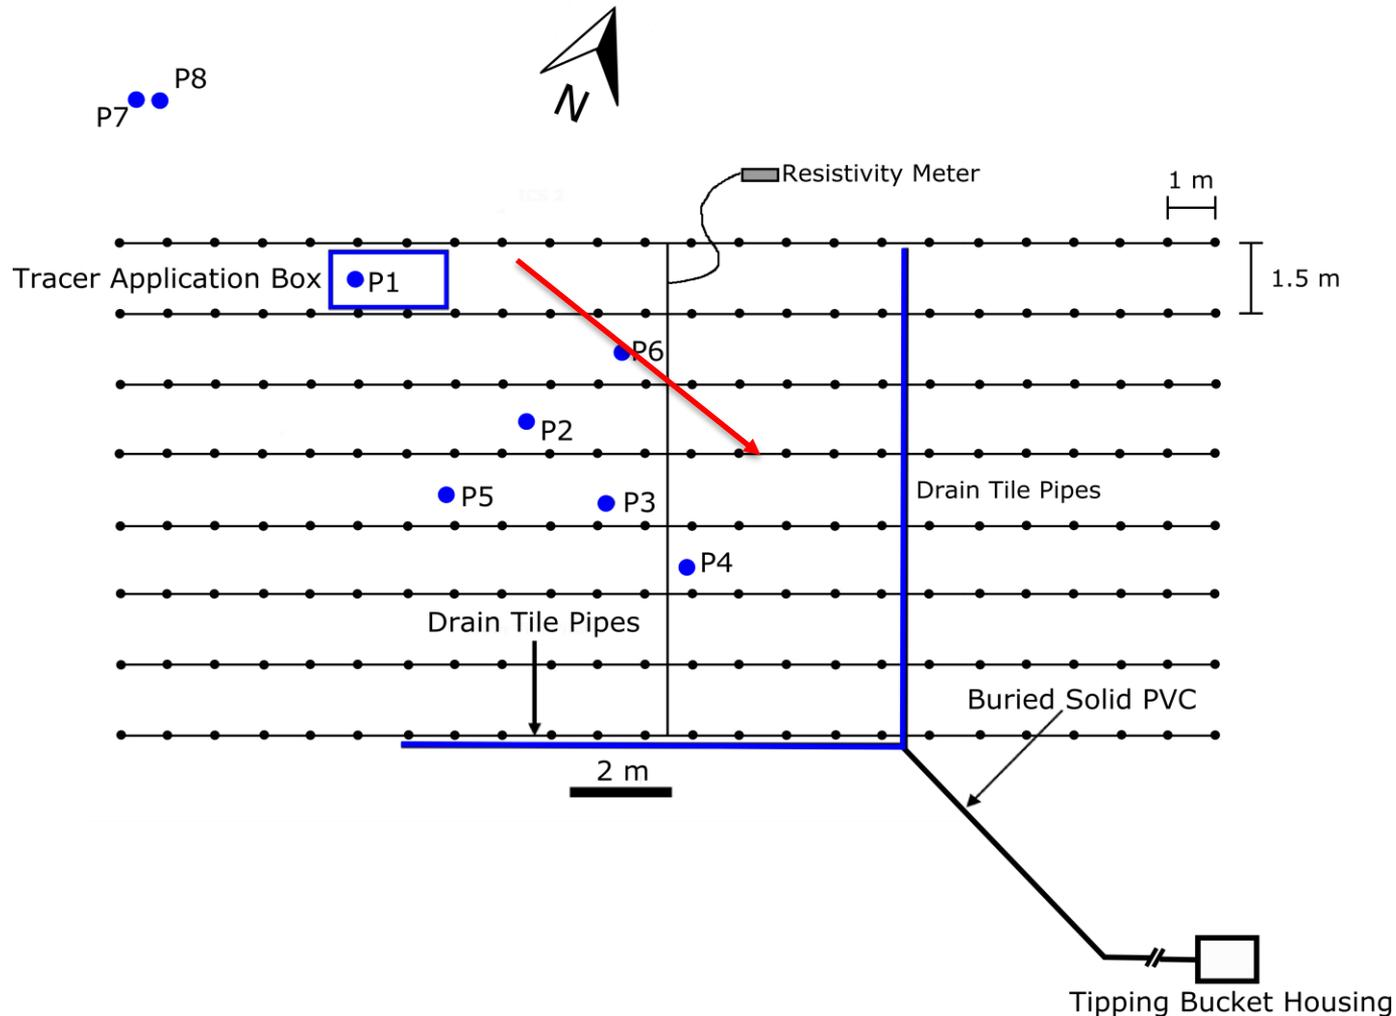 P8
P7
N
Resistivity Meter
1 m
Tracer Application Box
P1
1.5 m
P6
P2
P5
P3
Drain Tile Pipes
P4
Drain Tile Pipes
Buried Solid PVC
2 m
Tipping Bucket Housing